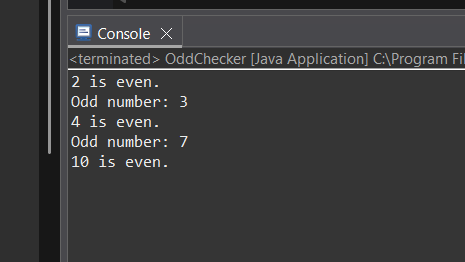 Console
<terminated> OddChecker [Java Application] C:\Program Fi
2 is even.
Odd number: 3
4 is even.
Odd number: 7
10 is even.